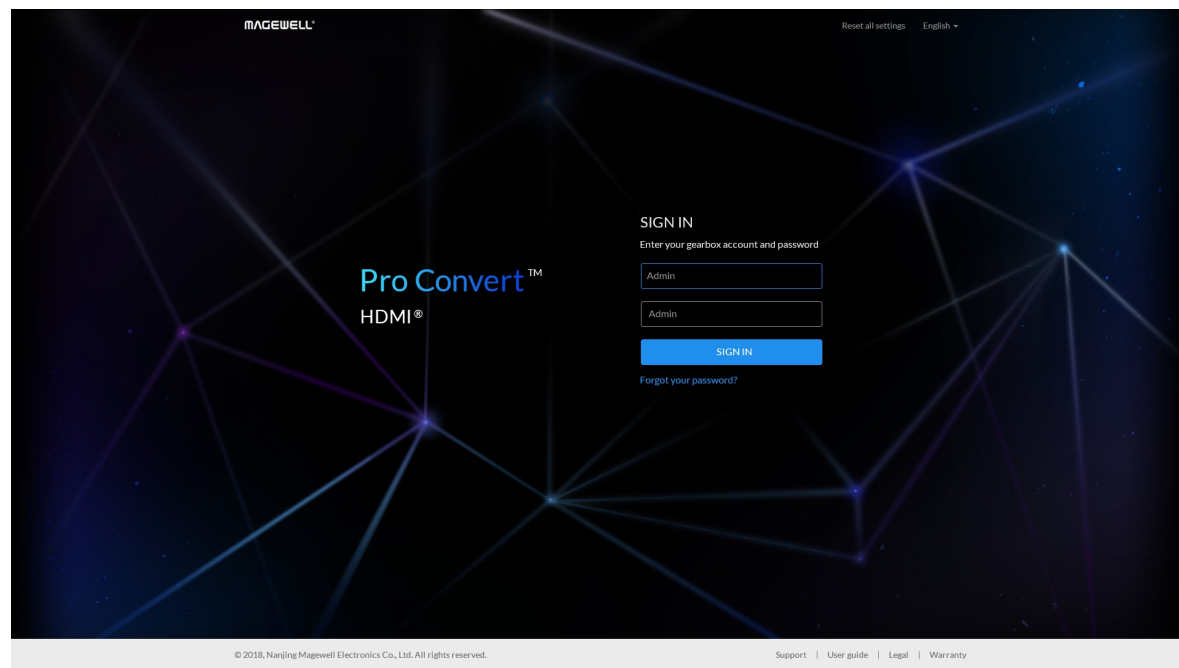 MAGEWELL®
Reset all settings English
SIGN IN
Enter your gearbox account and password
Pro Convert™
HDMI®
Admin
Admin
SIGN IN
Forgot your password?
© 2018, Nanjing Magewell Electronics Co., Ltd. All rights reserved.
Support | User guide | Legal | Warranty